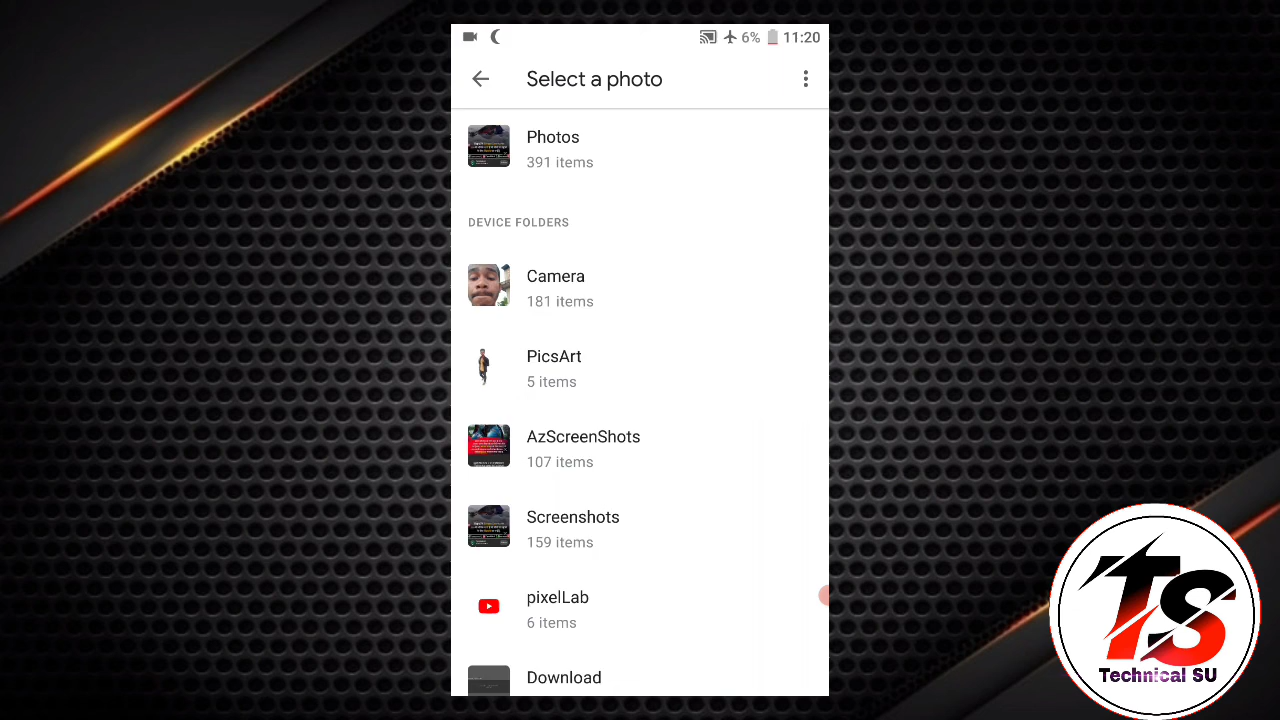 6% 11:20
Select a photo
Photos
391 items
DEVICE FOLDERS
Camera
181 items
PicsArt
5 items
AzScreenShots
107 items
Screenshots
159 items
pixelLab
6 items
Download
TS
Technical SU